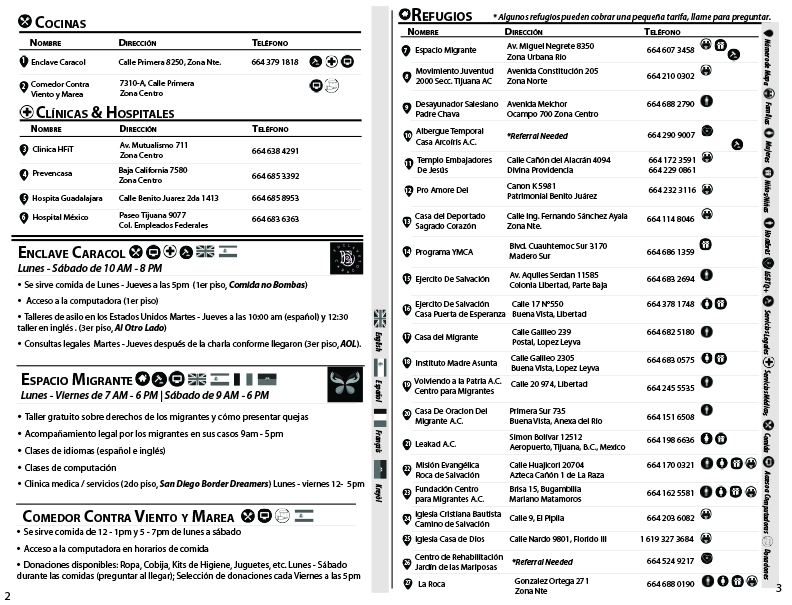 COCINAS
NOMBRE DIRECCIÓN TELÉFONO
1 Enclave Caracol Calle Primera 8250, Zona Nte. 664 379 1818
2 Comedor Contra Viento y Marea 7310-A, Calle Primera Zona Centro
CLÍNICAS & HOSPITALES
NOMBRE DIRECCIÓN TELÉFONO
3 Clinica HFiT Av. Mutualismo 711 Zona Centro 664 638 4291
4 Prevencasa Baja California 7580 Zona Centro 664 685 3392
5 Hospita Guadalajara Calle Benito Juarez 2da 1413 664 685 8953
6 Hospital México Paseo Tijuana 9077 Col. Empleados Federales 664 683 6363
ENCLAVE CARACOL
Lunes - Sábado de 10 AM - 8 PM
• Se sirve comida de Lunes - Jueves a las 5pm (1er piso, Comida no Bombas)
• Acceso a la computadora (1er piso)
• Talleres de asilo en los Estados Unidos Martes - Jueves a las 10:00 am (español) y 12:30
taller en inglés . (3er piso, Al Otro Lado)
• Consultas legales Martes - Jueves después de la charla conforme llegaron (3er piso, AOL).
ESPACIO MIGRANTE
Lunes - Viernes de 7 AM - 6 PM | Sábado de 9 AM - 6 PM
• Taller gratuito sobre derechos de los migrantes y cómo presentar quejas
• Acompañamiento legal por los migrantes en sus casos 9am - 5pm
• Clases de idiomas (español e inglés)
• Clases de computación
• Clinica medica / servicios (2do piso, San Diego Border Dreamers) Lunes - viernes 12- 5pm
COMEDOR CONTRA VIENTO Y MAREA
• Se sirve comida de 12 - 1pm y 5 - 7pm de lunes a sábado
• Acceso a la computadora en horarios de comida
• Donaciones disponibles: Ropa, Cobija, Kits de Higiene, Juguetes, etc. Lunes - Sábado
durante las comidas (preguntar al llegar); Selección de donaciones cada Viernes a las 5pm
2
English
Español
Français
Kreyòl
REFUGIOS * Algunos refugios pueden cobrar una pequeña tarifa, llame para preguntar.
NOMBRE DIRECCIÓN TELÉFONO
7 Espacio Migrante Av. Miguel Negrete 8350 Zona Urbana Rio 664 607 3458
8 Movimiento Juventud 2000 Secc. Tijuana AC Avenida Constitución 205 Zona Norte 664 210 0302
9 Desayunador Salesiano Padre Chava Avenida Melchor Ocampo 700 Zona Centro 664 688 2790
10 Albergue Temporal Casa Arcoíris A.C. *Referral Needed 664 290 9007
11 Templo Embajadores De Jesús Calle Cañón del Alacrán 4094 Divina Providencia 664 172 3591 664 229 0861
12 Pro Amore Dei Canon K 5981 Patrimonial Benito Juárez 664 232 3116
13 Casa del Deportado Sagrado Corazón Calle Ing. Fernando Sánchez Ayala Zona Nte. 664 114 8046
14 Programa YMCA Blvd. Cuauhtemoc Sur 3170 Madero Sur 664 686 1359
15 Ejercito De Salvación Av. Aquiles Serdan 11585 Colonia Libertad, Parte Baja 664 683 2694
16 Ejercito De Salvación Casa Puerta de Esperanza Calle 17 Nº550 Buena Vista, Libertad 664 378 1748
17 Casa del Migrante Calle Galileo 239 Postal, Lopez Leyva 664 682 5180
18 Instituto Madre Asunta Calle Galileo 2305 Buena Vista, Lopez Leyva 664 683 0575
19 Volviendo a la Patria A.C. Centro para Migrantes Calle 20 974, Libertad 664 245 5535
20 Casa De Oracion Del Migrante A.C. Primera Sur 735 Buena Vista, Anexa del Rio 664 151 6508
21 Leakad A.C. Simon Bolivar 12512 Aeropuerto, Tijuana, B.C., Mexico 664 198 6636
22 Misión Evangélica Roca de Salvación Calle Huajicori 20704 Azteca Cañón 1 de La Raza 664 170 0321
23 Fundación Centro para Migrantes A.C. Brisa 15, Bugambilia Mariano Matamoros 664 162 5581
24 Iglesia Cristiana Bautista Camino de Salvación Calle 9, El Pipila 664 203 6082
25 Iglesia Casa de Dios Calle Nardo 9801, Florido III 1 619 327 3684
26 Centro de Rehabilitación Jardín de las Mariposas *Referral Needed 664 524 9217
27 La Roca Gonzalez Ortega 271 Zona Nte 664 688 0190
Número de Mapa
Familias
Mujeres
Niños/Niñas
Hombres
LGBTQ+
Servicios Legales
Servicios Médicos
Comida
Acceso a Computadoras
Donaciones
3